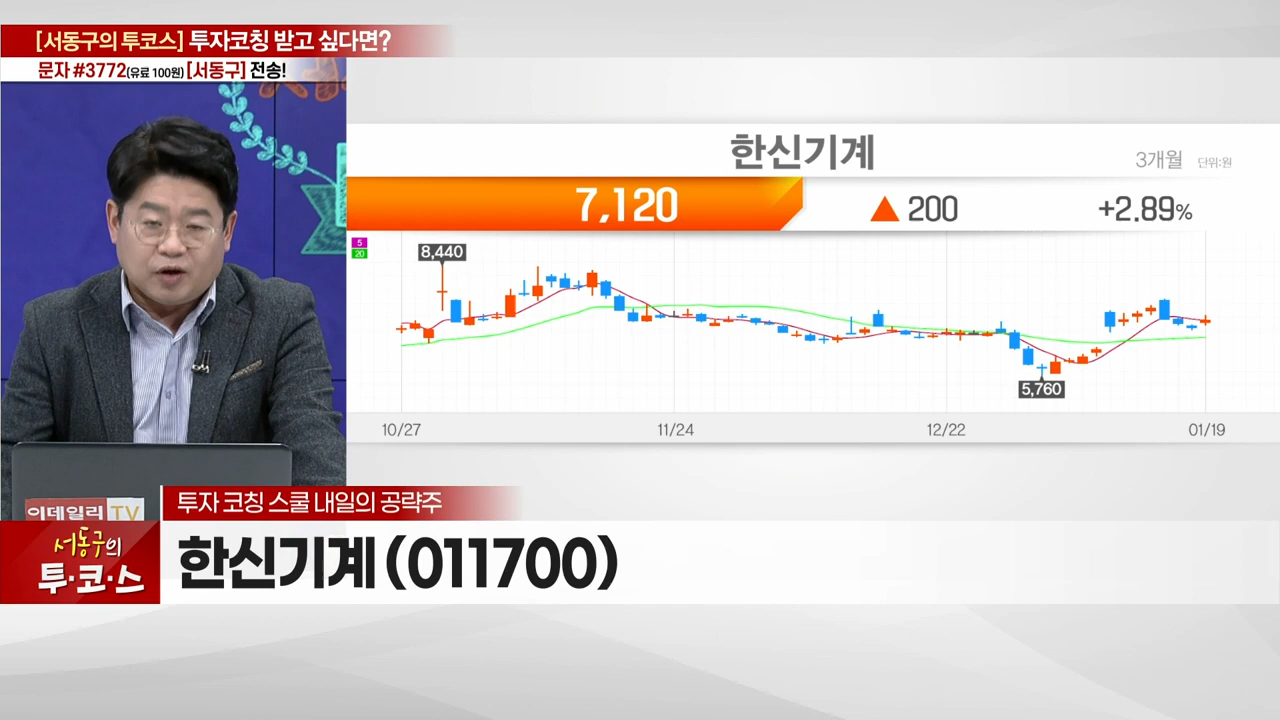 [서동구의 투코스] 투자코칭 받고 싶다면?
문자 #3772(유료 100원) [서동구] 전송!
한신기계
3개월 단위:원
7,120 ▲ 200 +2.89%
5
20
8,440
5,760
10/27 11/24 12/22 01/19
이데일리 TV
투자 코칭 스쿨 내일의 공략주
서동구의
투·코·스
한신기계 (011700)